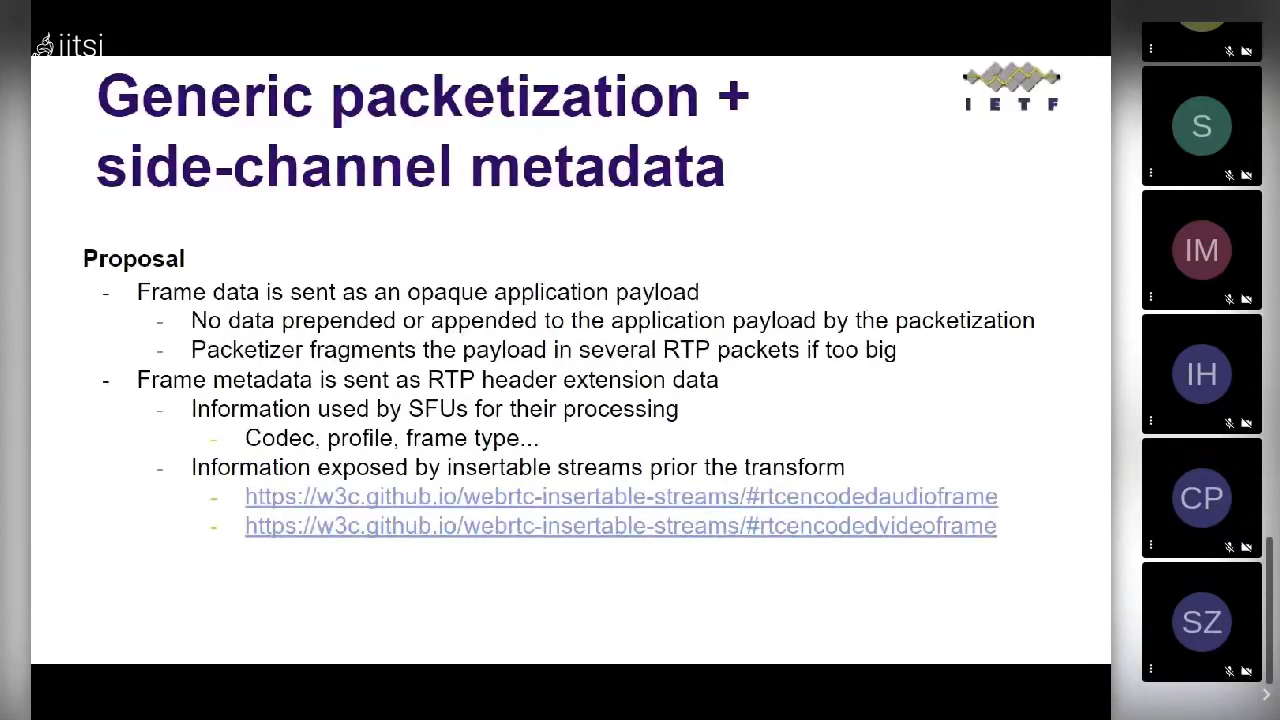 jitsi
Generic packetization +
side-channel metadata
IETF
Proposal
- Frame data is sent as an opaque application payload
- No data prepended or appended to the application payload by the packetization
- Packetizer fragments the payload in several RTP packets if too big
- Frame metadata is sent as RTP header extension data
- Information used by SFUs for their processing
- Codec, profile, frame type...
- Information exposed by insertable streams prior the transform
- https://w3c.github.io/webrtc-insertable-streams/#rtcencodedaudioframe
- https://w3c.github.io/webrtc-insertable-streams/#rtcencodedvideoframe
S
IM
IH
CP
SZ